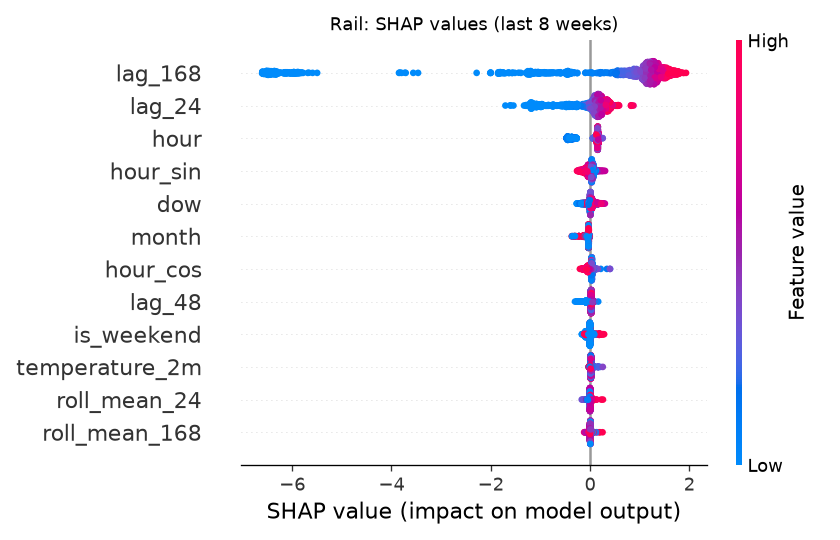 Rail: SHAP values (last 8 weeks)
High
lag_168
lag_24
hour
hour_sin
dow
month
hour_cos
lag_48
is_weekend
temperature_2m
roll_mean_24
roll_mean_168
Feature value
Low
−6 −4 −2 0 2
SHAP value (impact on model output)